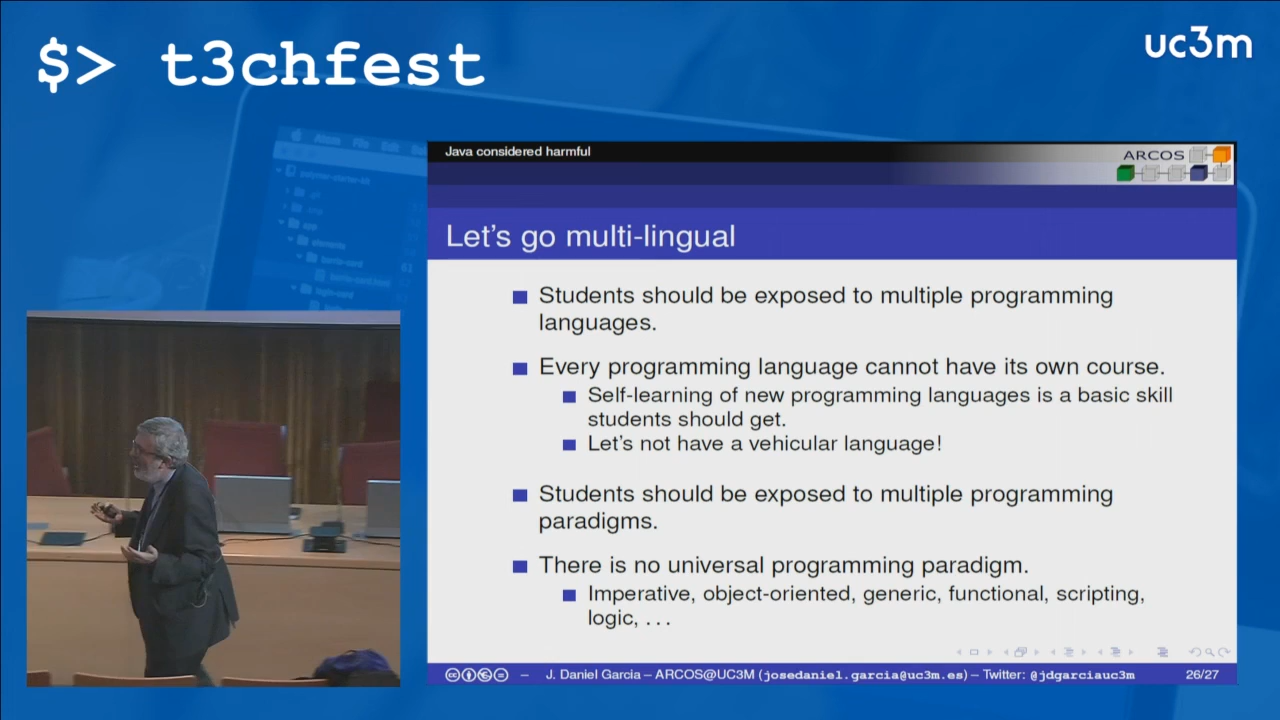 $> t3chfest
uc3m
Java considered harmful
ARCOS
Let's go multi-lingual
Students should be exposed to multiple programming
languages.
Every programming language cannot have its own course.
Self-learning of new programming languages is a basic skill
students should get.
Let's not have a vehicular language!
Students should be exposed to multiple programming
paradigms.
There is no universal programming paradigm.
Imperative, object-oriented, generic, functional, scripting,
logic, . . .
– J. Daniel Garcia – ARCOS@UC3M (josedaniel.garcia@uc3m.es) – Twitter: @jdgarciauc3m
26/27